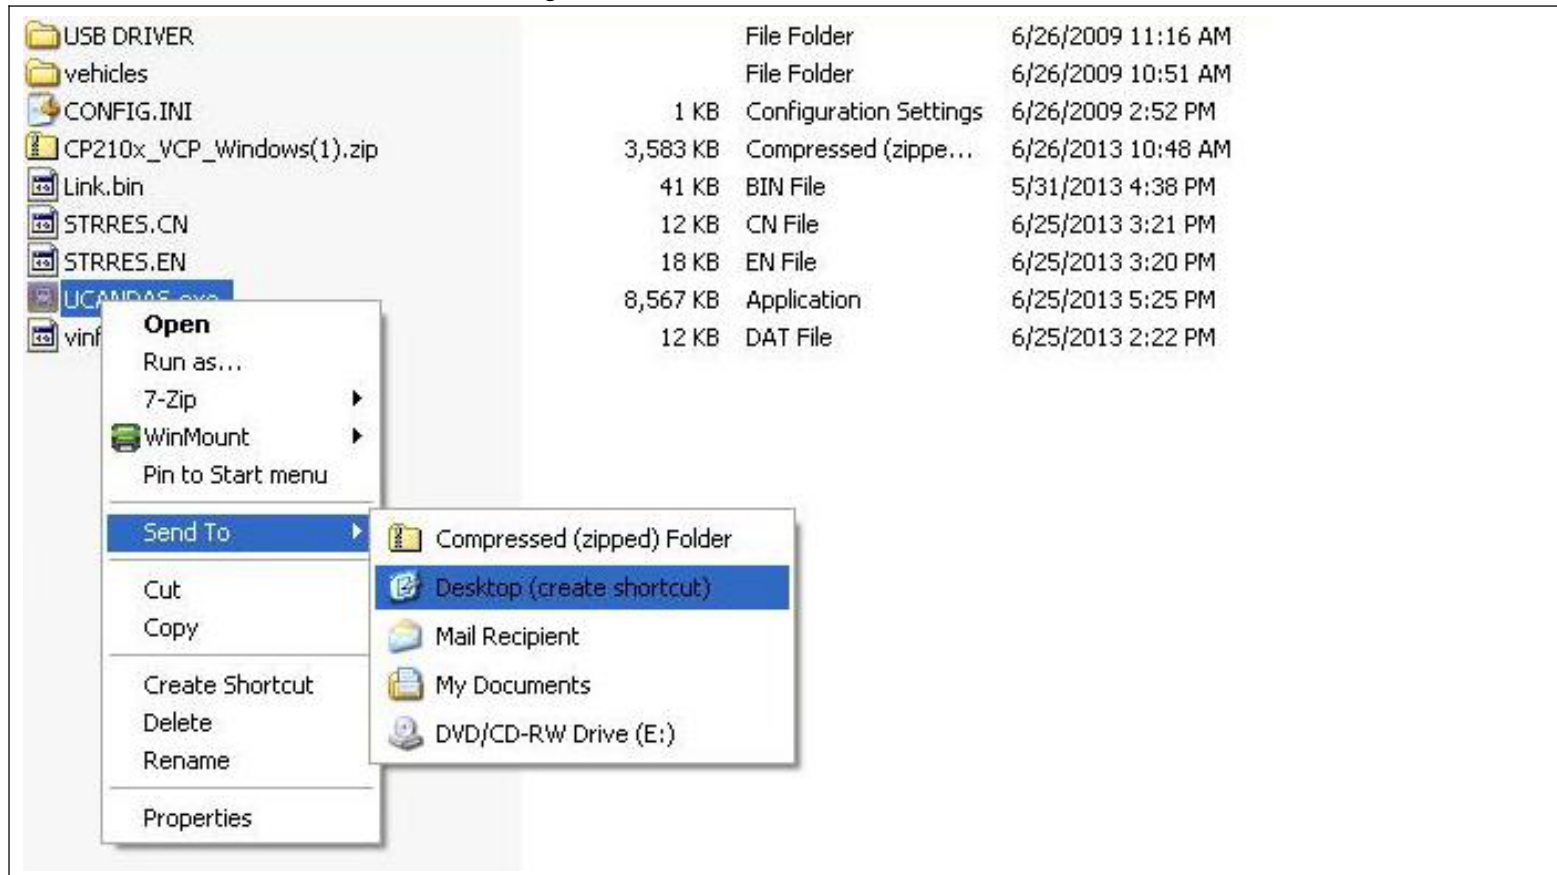 USB DRIVER File Folder 6/26/2009 11:16 AM
vehicles File Folder 6/26/2009 10:51 AM
CONFIG.INI 1 KB Configuration Settings 6/26/2009 2:52 PM
CP210x_VCP_Windows(1).zip 3,583 KB Compressed (zippe... 6/26/2013 10:48 AM
Link.bin 41 KB BIN File 5/31/2013 4:38 PM
STRRES.CN 12 KB CN File 6/25/2013 3:21 PM
STRRES.EN 18 KB EN File 6/25/2013 3:20 PM
UCANDAS.exe 8,567 KB Application 6/25/2013 5:25 PM
vinf 12 KB DAT File 6/25/2013 2:22 PM
Open
Run as...
7-Zip
WinMount
Pin to Start menu
Send To
Cut
Copy
Create Shortcut
Delete
Rename
Properties
Compressed (zipped) Folder
Desktop (create shortcut)
Mail Recipient
My Documents
DVD/CD-RW Drive (E:)